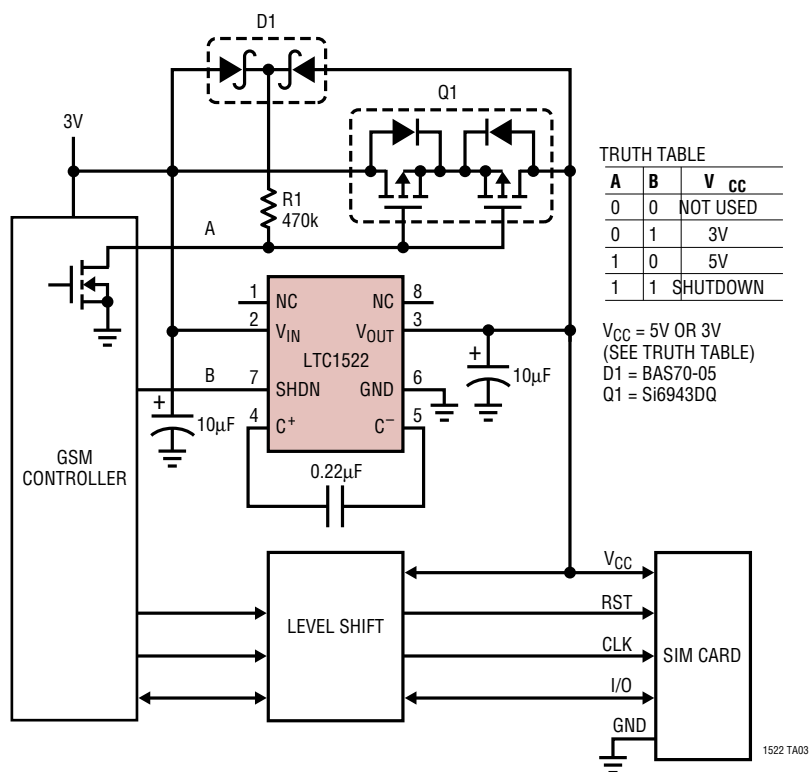 D1
Q1
3V
R1
470k
A
TRUTH TABLE
A B V CC
0 0 NOT USED
0 1 3V
1 0 5V
1 1 SHUTDOWN
VCC = 5V OR 3V
(SEE TRUTH TABLE)
D1 = BAS70-05
Q1 = Si6943DQ
1 NC NC 8
2 VIN VOUT 3
LTC1522
B 7 SHDN GND 6
4 C+ C– 5
+
10µF
+
10µF
0.22µF
GSM
CONTROLLER
LEVEL SHIFT
VCC
RST
CLK
I/O
GND
SIM CARD
1522 TA03